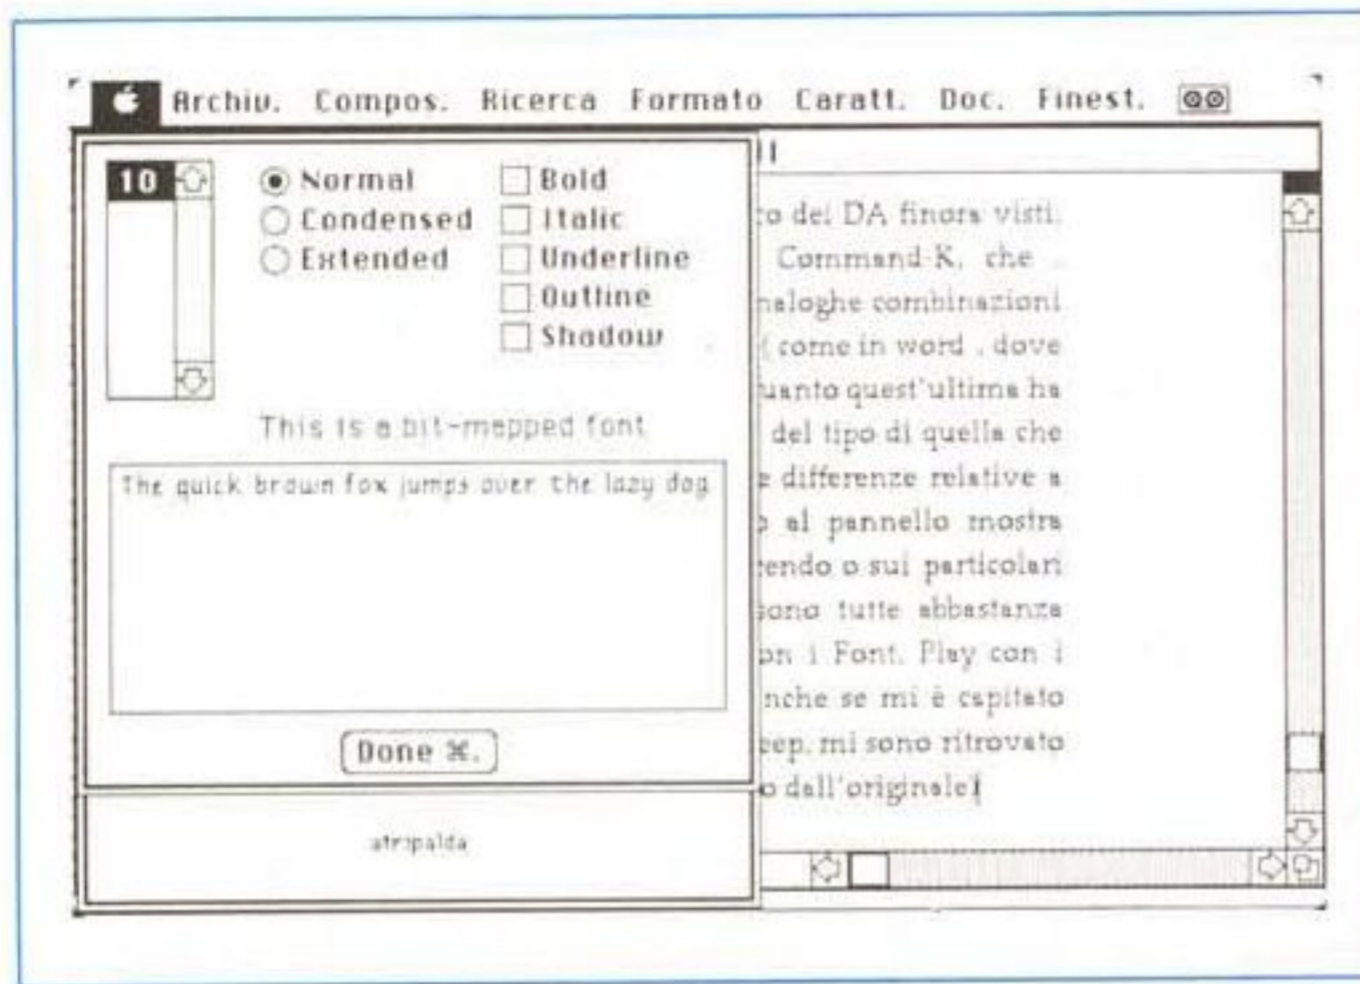 Archiv. Compos. Ricerca Formato Caratt. Doc. Finest.
10
Normal
Condensed
Extended
Bold
Italic
Underline
Outline
Shadow
This is a bit-mapped font
The quick brown fox jumps over the lazy dog
Done ⌘.
atripalda
dei DA finora visti.
Command-K, che
naloghe combinazioni
( come in word , dove
uanto quest'ultima ha
del tipo di quella che
e differenze relative a
o al pannello mostra
endo o sui particolari
sono tutte abbastanza
on i Font. Play con i
nche se mi è capitato
eep, mi sono ritrovato
o dall'originale)